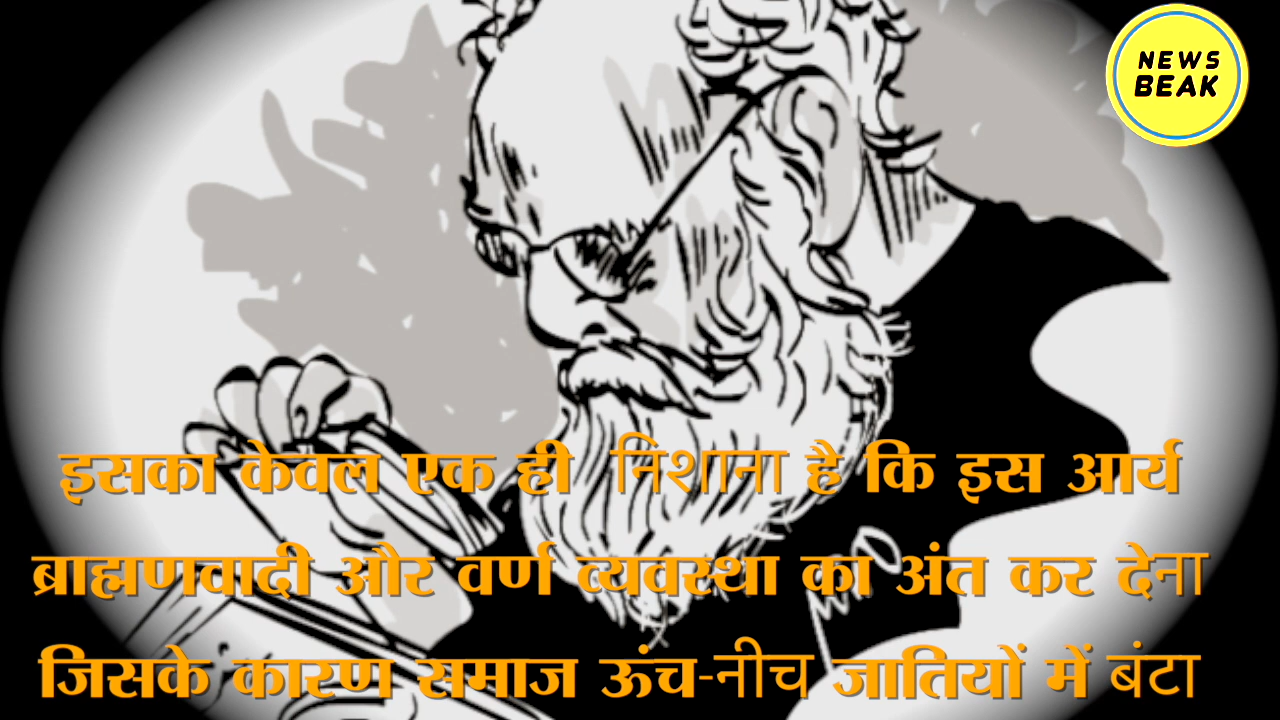 NEWS
BEAK
इसका केवल एक ही निशाना है कि इस आर्य
ब्राह्मणवादी और वर्ण व्यवस्था का अंत कर देना
जिसके कारण समाज ऊंच-नीच जातियों में बंटा